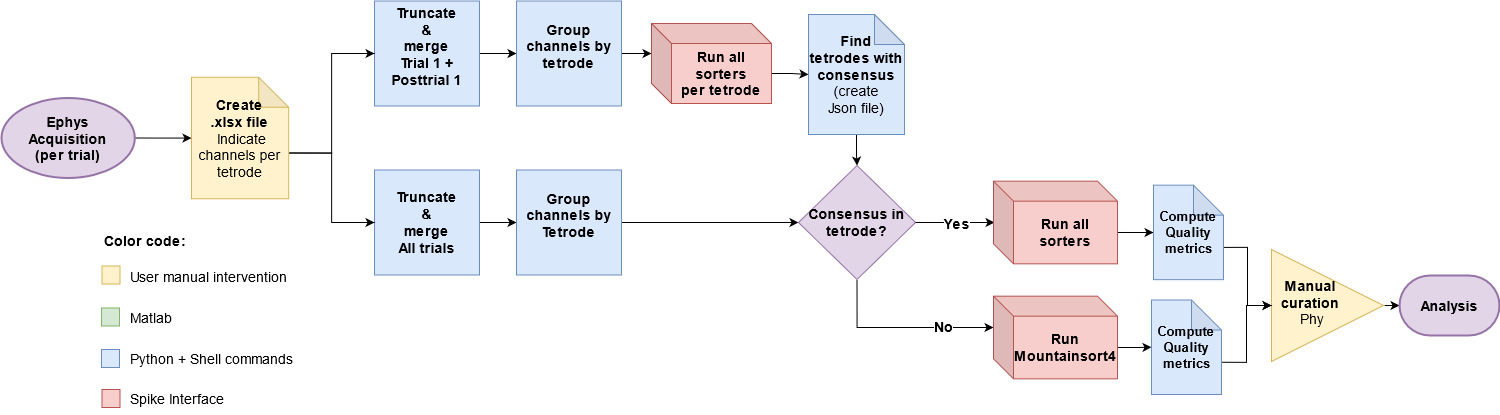 Ephys
Acquisition
(per trial)
Create
.xlsx file
Indicate
channels per
tetrode
Truncate
&
merge
Trial 1 +
Posttrial 1
Group
channels by
tetrode
Run all
sorters
per tetrode
Find
tetrodes with
consensus
(create
Json file)
Truncate
&
merge
All trials
Group
channels by
Tetrode
Consensus in
tetrode?
Yes
Run all
sorters
Compute
Quality
metrics
No
Run
Mountainsort4
Compute
Quality
metrics
Manual
curation
Phy
Analysis
Color code:
User manual intervention
Matlab
Python + Shell commands
Spike Interface